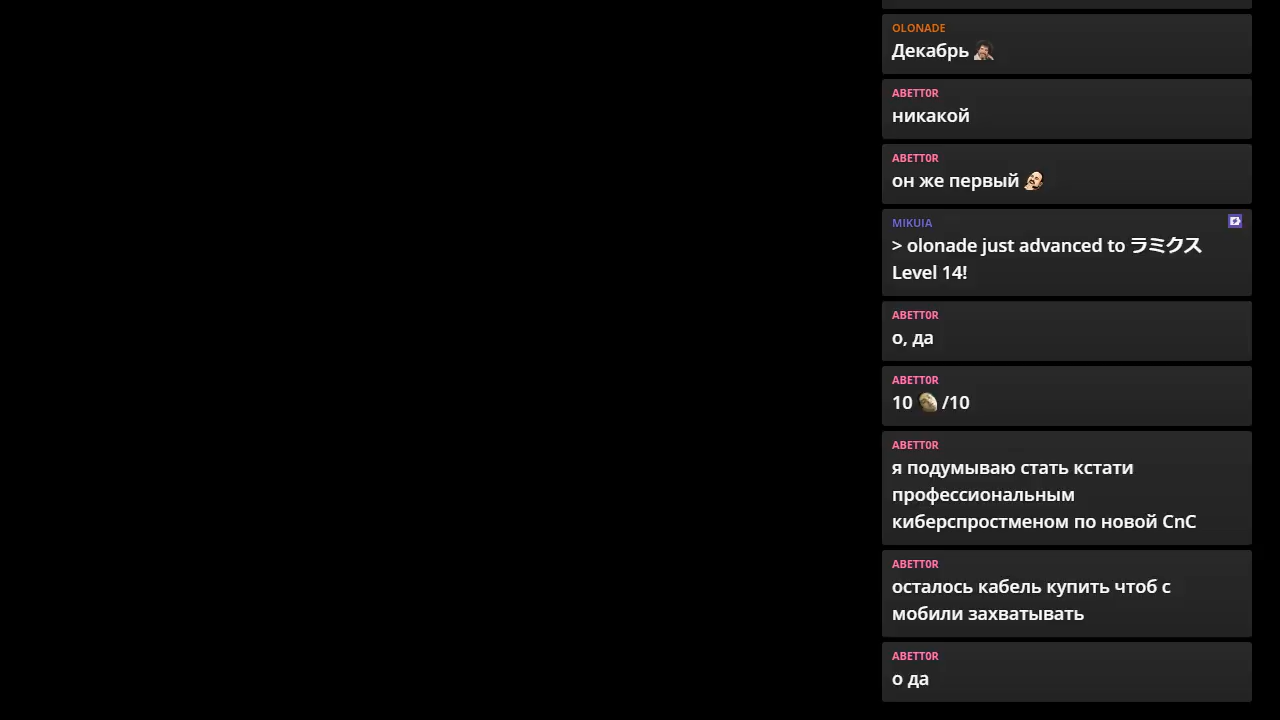 OLONADE
Декабрь
ABETT0R
никакой
ABETT0R
он же первый
MIKUIA
> olonade just advanced to ラミクス
Level 14!
ABETT0R
о, да
ABETT0R
10 /10
ABETT0R
я подумываю стать кстати
профессиональным
киберспростменом по новой CnC
ABETT0R
осталось кабель купить чтоб с
мобили захватывать
ABETT0R
о да